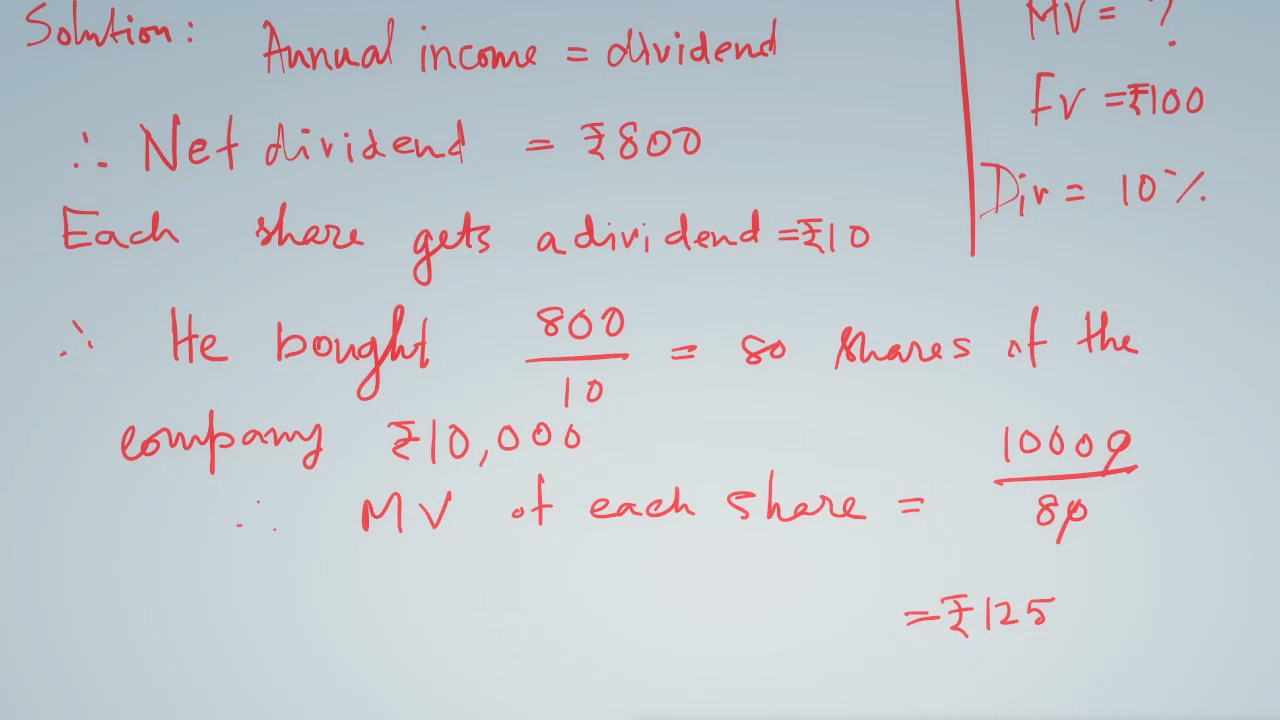 Solution: Annual income = dividend
MV = ?
FV = ₹100
∴ Net dividend = ₹800
Div = 10%
Each share gets a dividend = ₹10
∴ He bought 800/10 = 80 shares of the
company ₹10,000
∴ MV of each share = 10000/80
= ₹125